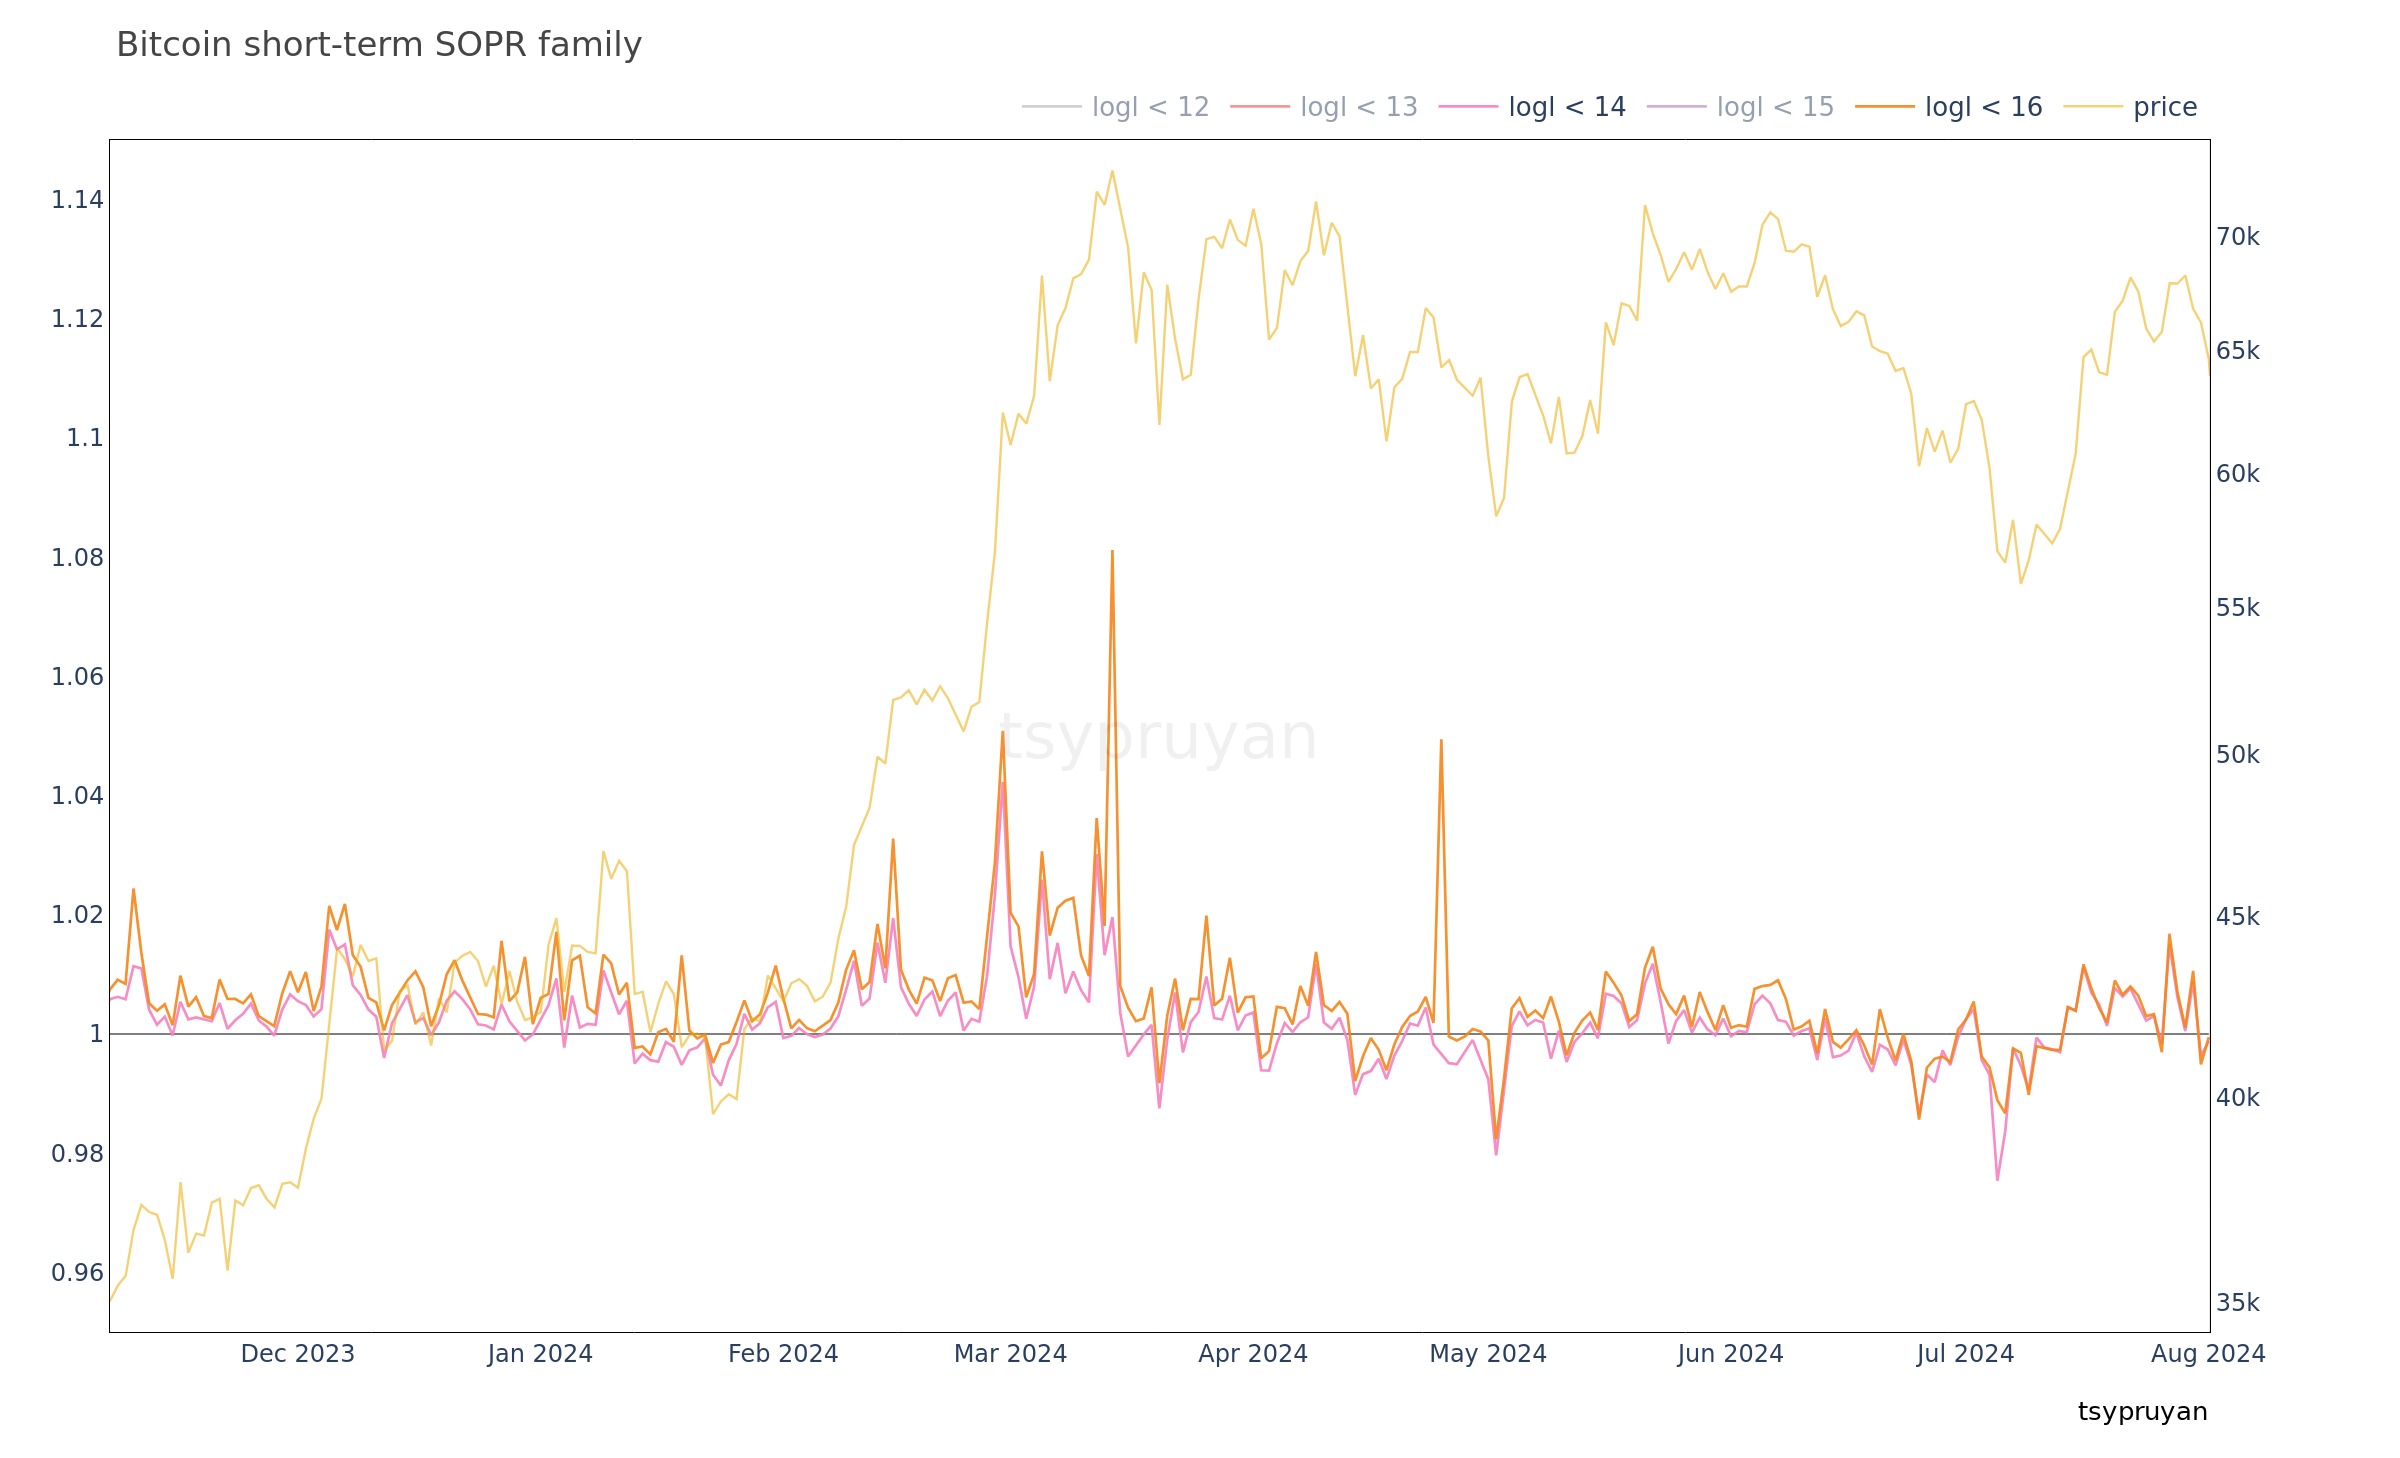 Bitcoin short-term SOPR family
logl < 12 logl < 13 logl < 14 logl < 15 logl < 16 price
1.14
1.12
1.1
1.08
1.06
1.04
1.02
1
0.98
0.96
70k
65k
60k
55k
50k
45k
40k
35k
tsypruyan
Dec 2023 Jan 2024 Feb 2024 Mar 2024 Apr 2024 May 2024 Jun 2024 Jul 2024 Aug 2024
tsypruyan